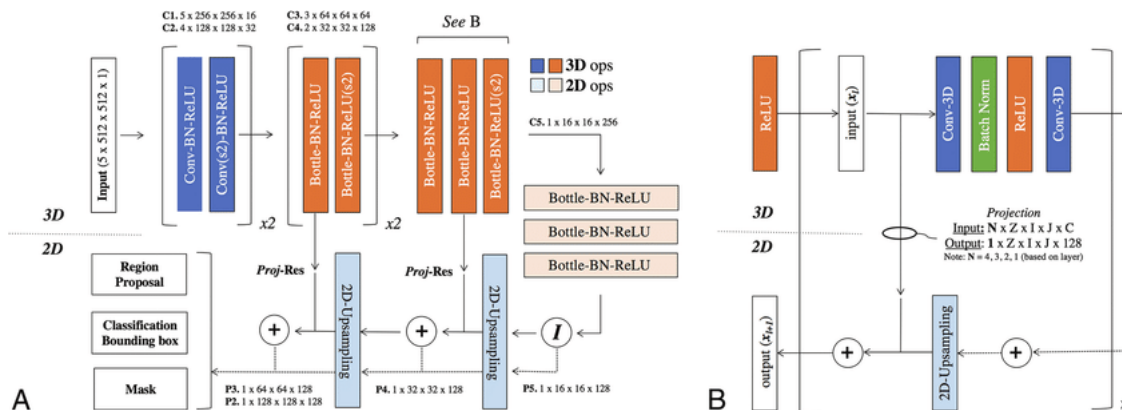 C1. 5 x 256 x 256 x 16
C2. 4 x 128 x 128 x 32
C3. 3 x 64 x 64 x 64
C4. 2 x 32 x 32 x 128
See B
3D ops
2D ops
Input (5 x 512 x 512 x 1)
Conv-BN-ReLU
Conv(s2)-BN-ReLU
x2
Bottle-BN-ReLU
Bottle-BN-ReLU(s2)
x2
Bottle-BN-ReLU
Bottle-BN-ReLU
Bottle-BN-ReLU(s2)
C5. 1 x 16 x 16 x 256
Bottle-BN-ReLU
Bottle-BN-ReLU
Bottle-BN-ReLU
3D
2D
Region
Proposal
Classification
Bounding box
Mask
Proj-Res
2D-Upsampling
Proj-Res
2D-Upsampling
+
+
I
P3. 1 x 64 x 64 x 128
P2. 1 x 128 x 128 x 128
P4. 1 x 32 x 32 x 128
P5. 1 x 16 x 16 x 128
A
ReLU
input (xl)
Conv-3D
Batch Norm
ReLU
Conv-3D
3D
2D
Projection
Input: N x Z x I x J x C
Output: 1 x Z x I x J x 128
Note: N = 4, 3, 2, 1 (based on layer)
output (xl+1)
+
2D-Upsampling
+
B